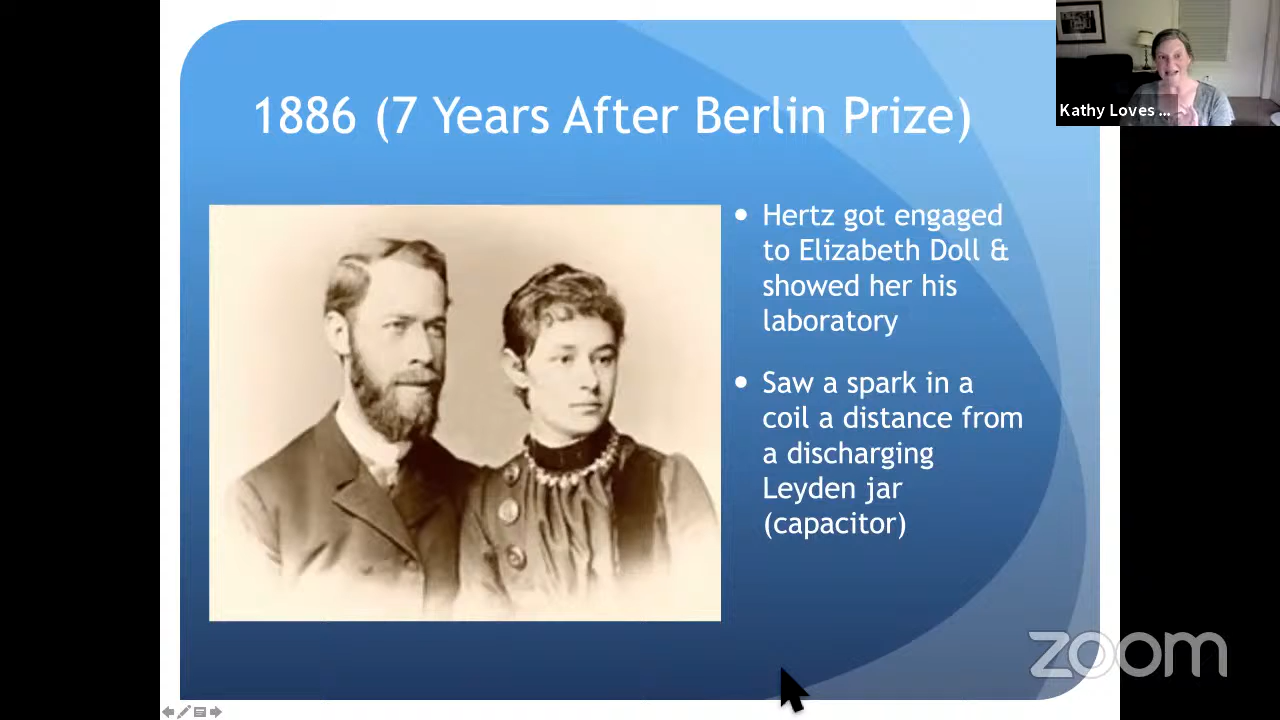 1886 (7 Years After Berlin Prize)
Kathy Loves ...
• Hertz got engaged
to Elizabeth Doll &
showed her his
laboratory
• Saw a spark in a
coil a distance from
a discharging
Leyden jar
(capacitor)
zoom